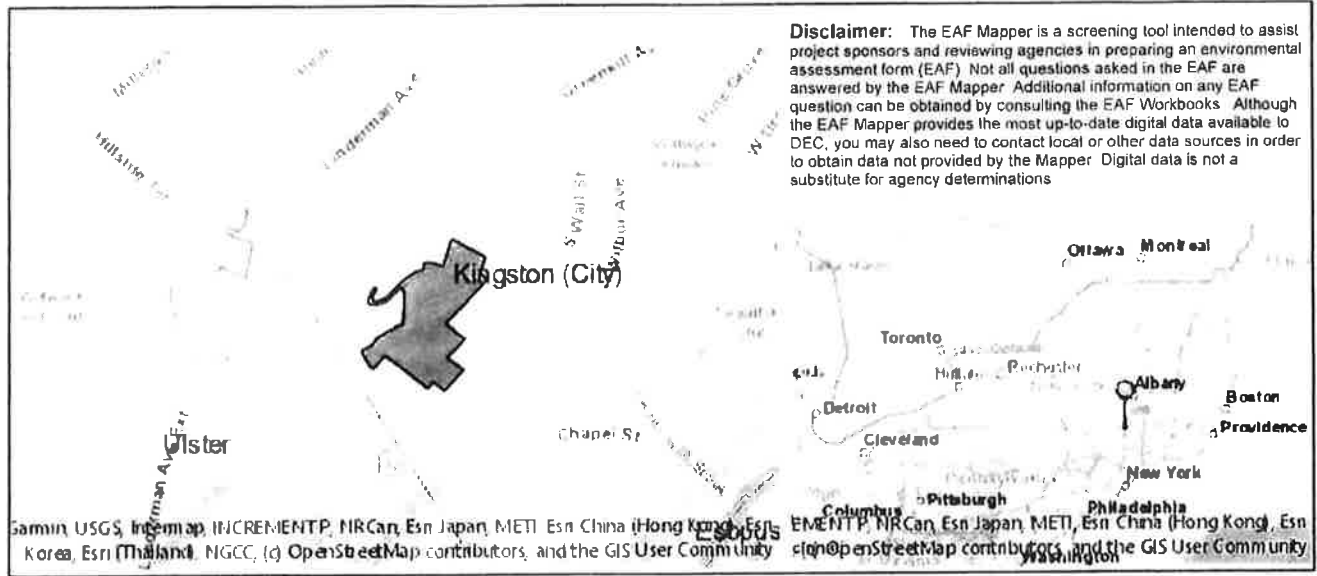 Disclaimer: The EAF Mapper is a screening tool intended to assist
project sponsors and reviewing agencies in preparing an environmental
assessment form (EAF) Not all questions asked in the EAF are
answered by the EAF Mapper Additional information on any EAF
question can be obtained by consulting the EAF Workbooks Although
the EAF Mapper provides the most up-to-date digital data available to
DEC, you may also need to contact local or other data sources in order
to obtain data not provided by the Mapper Digital data is not a
substitute for agency determinations
Linderman Ave
S Wall St
Wilbur Ave
Kingston (City)
Ulster
Chapel St
Esopus
Garmin, USGS, Intermap, INCREMENT P, NRCan, Esri Japan, METI, Esri China (Hong Kong), Esri
Korea, Esri (Thailand), NGCC, (c) OpenStreetMap contributors, and the GIS User Community
Ottawa
Montreal
Toronto
Rochester
Albany
Detroit
Boston
Providence
Cleveland
New York
Pittsburgh
Philadelphia
Columbus
Washington
EMENT P, NRCan, Esri Japan, METI, Esri China (Hong Kong), Esri
OpenStreetMap contributors, and the GIS User Community